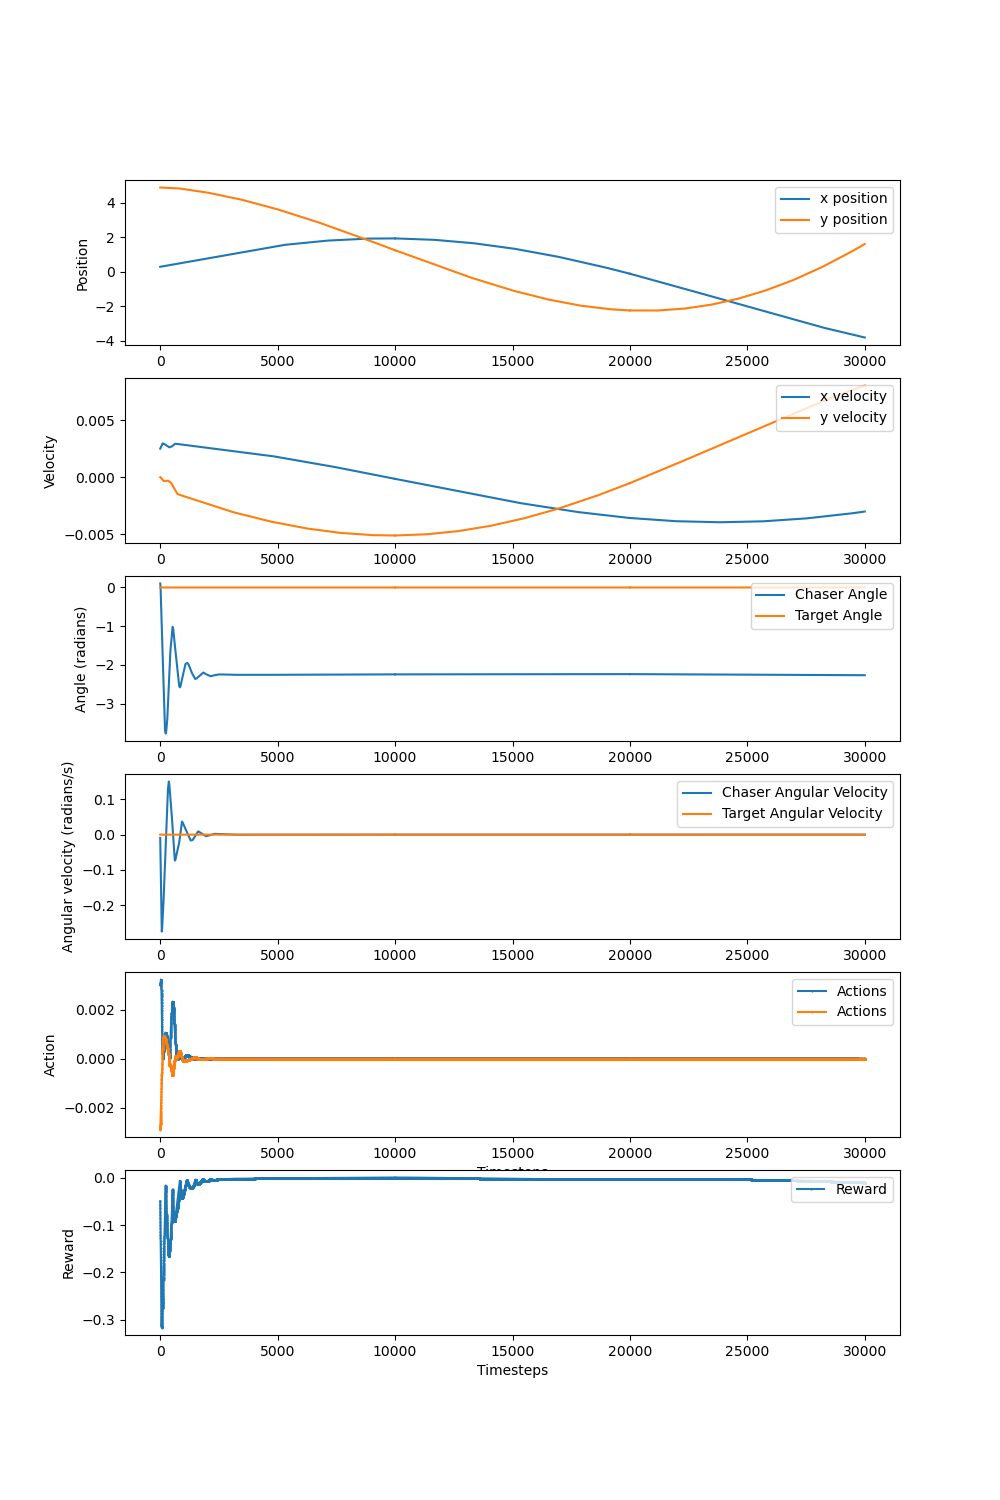 Position
4
2
0
−2
−4
x position
y position
0 5000 10000 15000 20000 25000 30000
Velocity
0.005
0.000
−0.005
x velocity
y velocity
0 5000 10000 15000 20000 25000 30000
Angle (radians)
0
−1
−2
−3
Chaser Angle
Target Angle
0 5000 10000 15000 20000 25000 30000
Angular velocity (radians/s)
0.1
0.0
−0.1
−0.2
Chaser Angular Velocity
Target Angular Velocity
0 5000 10000 15000 20000 25000 30000
Action
0.002
0.000
−0.002
Actions
Actions
0 5000 10000 15000 20000 25000 30000
Timesteps
Reward
0.0
−0.1
−0.2
−0.3
Reward
0 5000 10000 15000 20000 25000 30000
Timesteps